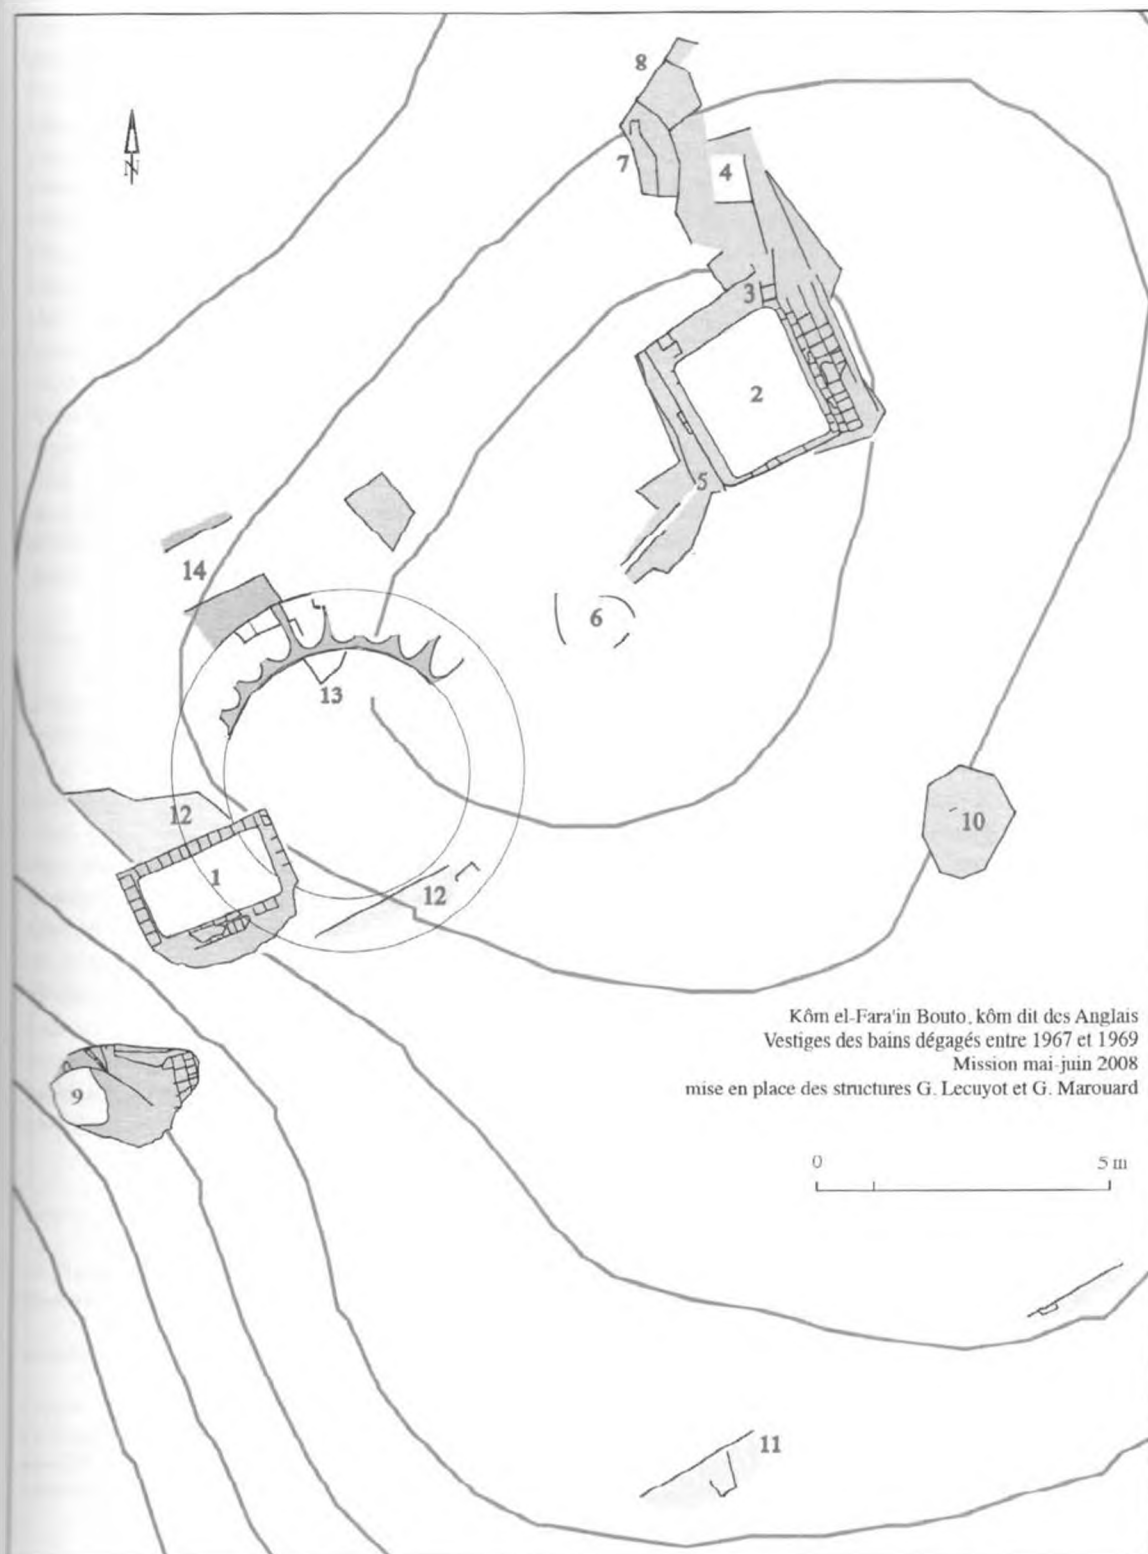 8
N
7
4
3
2
5
14
6
13
12
10
1
12
Kôm el-Fara'in Bouto, kôm dit des Anglais
Vestiges des bains dégagés entre 1967 et 1969
Mission mai-juin 2008
mise en place des structures G. Lecuyot et G. Marouard
9
0 5 m
11